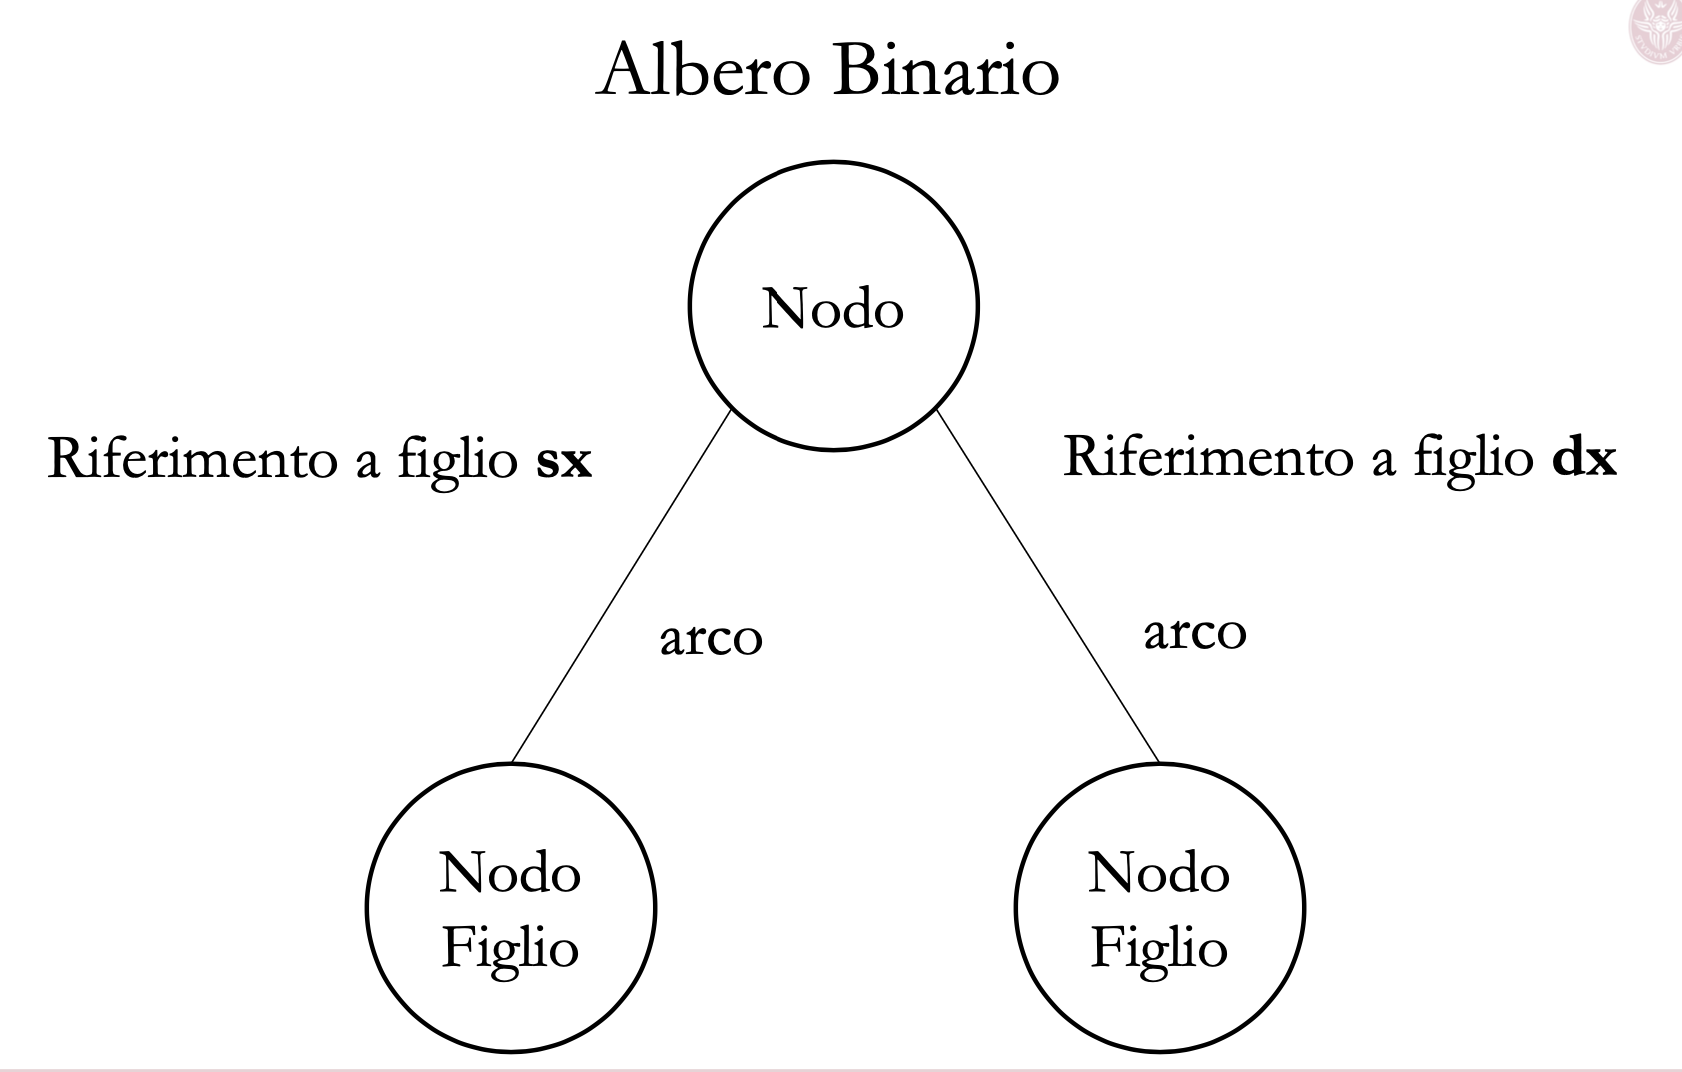 Albero Binario
Nodo
Riferimento a figlio sx
Riferimento a figlio dx
arco
arco
Nodo
Figlio
Nodo
Figlio